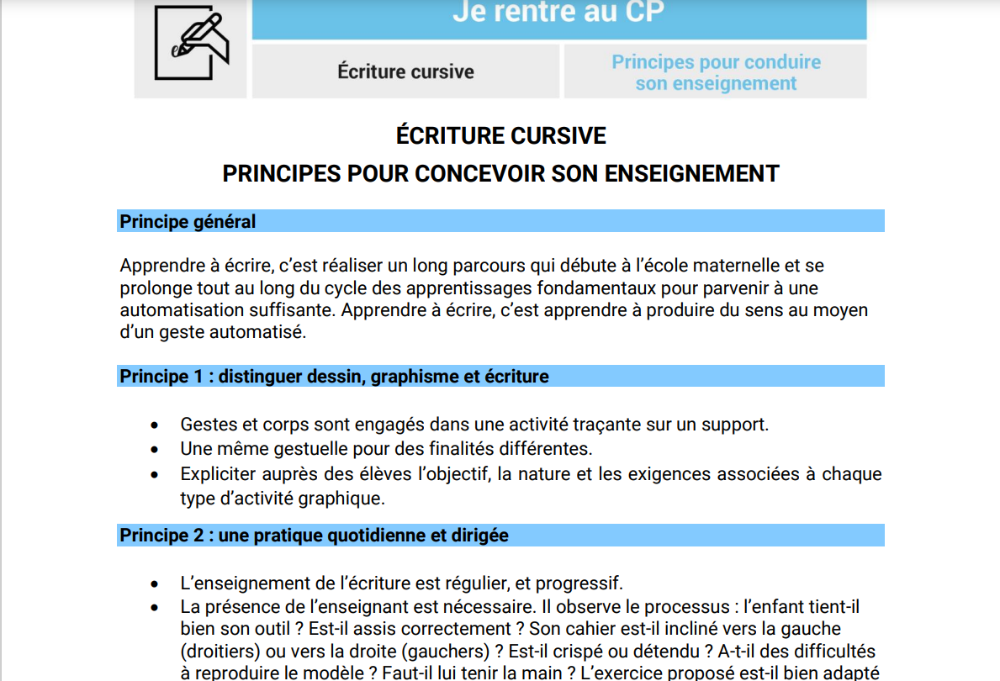 Je rentre au CP
Écriture cursive
Principes pour conduire
son enseignement
ÉCRITURE CURSIVE
PRINCIPES POUR CONCEVOIR SON ENSEIGNEMENT
Principe général
Apprendre à écrire, c’est réaliser un long parcours qui débute à l’école maternelle et se
prolonge tout au long du cycle des apprentissages fondamentaux pour parvenir à une
automatisation suffisante. Apprendre à écrire, c’est apprendre à produire du sens au moyen
d’un geste automatisé.
Principe 1 : distinguer dessin, graphisme et écriture
• Gestes et corps sont engagés dans une activité traçante sur un support.
• Une même gestuelle pour des finalités différentes.
• Expliciter auprès des élèves l’objectif, la nature et les exigences associées à chaque
type d’activité graphique.
Principe 2 : une pratique quotidienne et dirigée
• L’enseignement de l’écriture est régulier, et progressif.
• La présence de l’enseignant est nécessaire. Il observe le processus : l’enfant tient-il
bien son outil ? Est-il assis correctement ? Son cahier est-il incliné vers la gauche
(droitiers) ou vers la droite (gauchers) ? Est-il crispé ou détendu ? A-t-il des difficultés
à reproduire le modèle ? Faut-il lui tenir la main ? L’exercice proposé est-il bien adapté